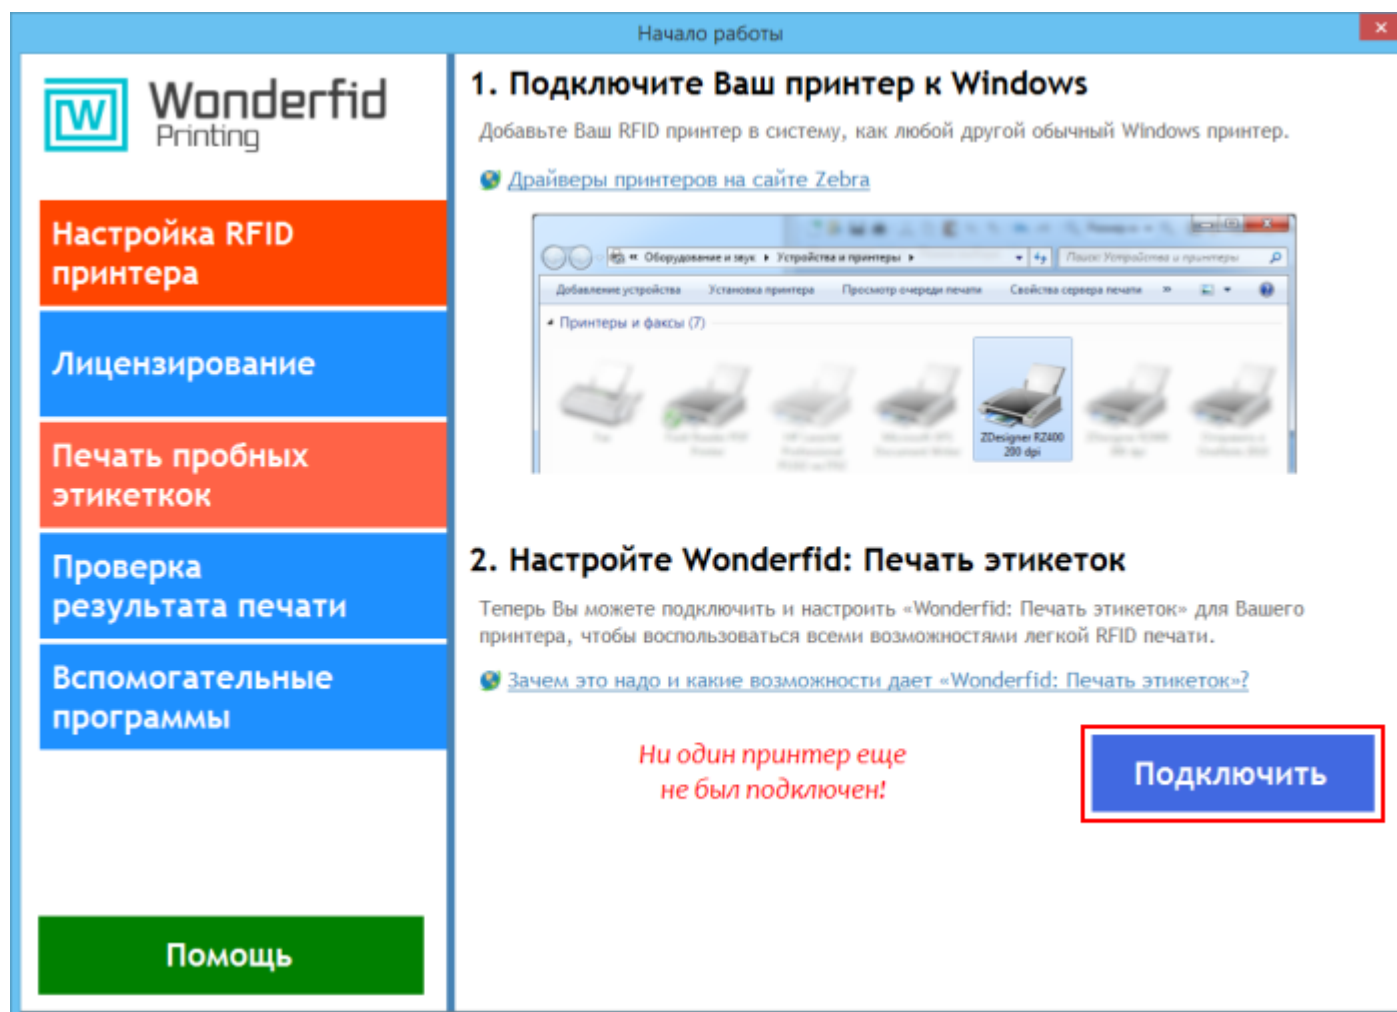 Начало работы
Wonderfid
Printing
Настройка RFID
принтера
Лицензирование
Печать пробных
этикеткок
Проверка
результата печати
Вспомогательные
программы
Помощь
1. Подключите Ваш принтер к Windows
Добавьте Ваш RFID принтер в систему, как любой другой обычный Windows принтер.
Драйверы принтеров на сайте Zebra
« Оборудование и звук ▸ Устройства и принтеры ▸
Поиск: Устройства и принтеры
Добавление устройства Установка принтера Просмотр очереди печати Свойства сервера печати »
Принтеры и факсы (7)
ZDesigner RZ400
200 dpi
2. Настройте Wonderfid: Печать этикеток
Теперь Вы можете подключить и настроить «Wonderfid: Печать этикеток» для Вашего
принтера, чтобы воспользоваться всеми возможностями легкой RFID печати.
Зачем это надо и какие возможности дает «Wonderfid: Печать этикеток»?
Ни один принтер еще
не был подключен!
Подключить